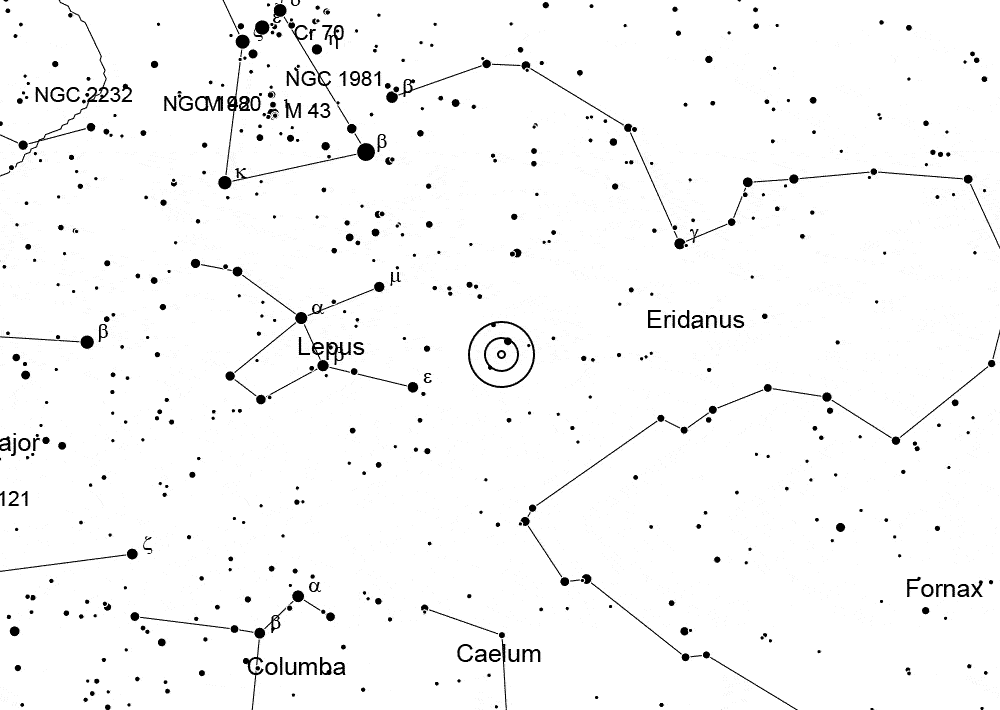 δ
ζ
ε
Cr 70
η
NGC 1981
β
NGC 2232
M 43
β
κ
γ
μ
α
Eridanus
β
Lepus
β
ε
ajor
121
ζ
α
Fornax
β
Caelum
Columba